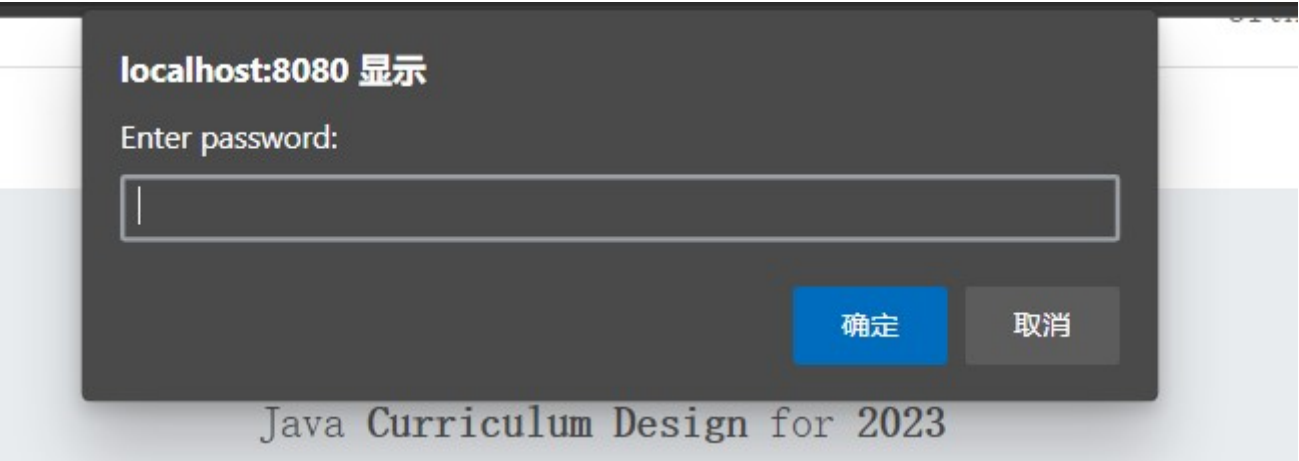 localhost:8080 显示
Enter password:
确定 取消
Java Curriculum Design for 2023